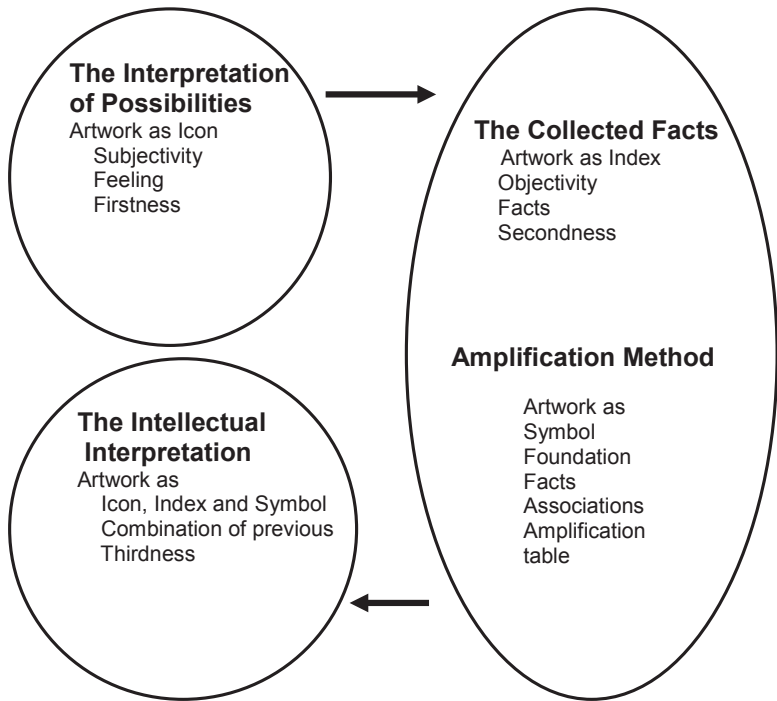 The Interpretation
of Possibilities
Artwork as Icon
Subjectivity
Feeling
Firstness
The Collected Facts
Artwork as Index
Objectivity
Facts
Secondness
Amplification Method
Artwork as
Symbol
Foundation
Facts
Associations
Amplification
table
The Intellectual
Interpretation
Artwork as
Icon, Index and Symbol
Combination of previous
Thirdness